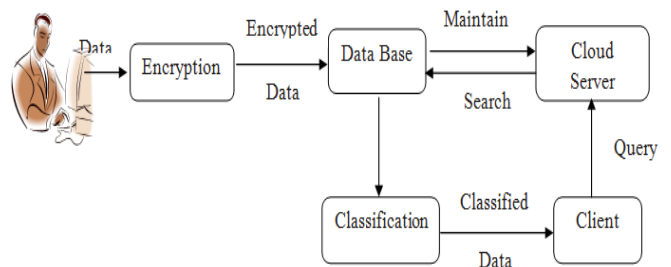 Data
Encryption
Encrypted
Data
Data Base
Maintain
Search
Cloud
Server
Query
Classification
Classified
Data
Client